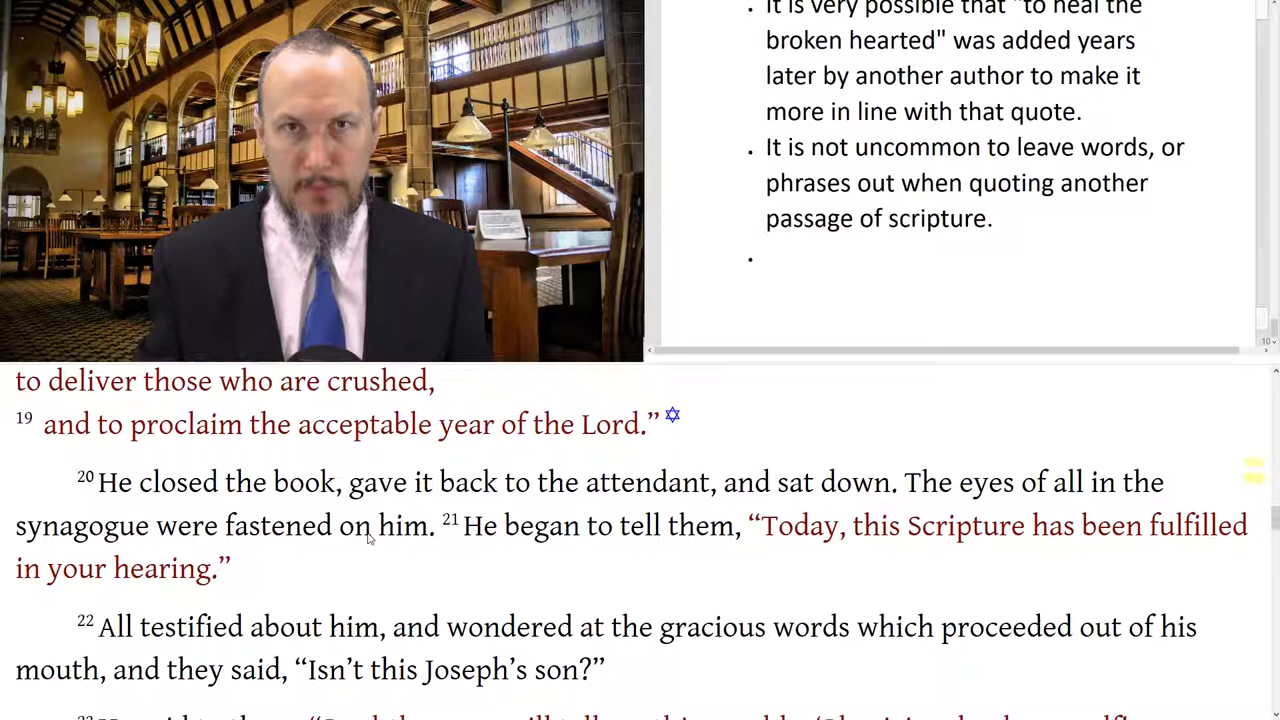 It is very possible that "to heal the
broken hearted" was added years
later by another author to make it
more in line with that quote.
It is not uncommon to leave words, or
phrases out when quoting another
passage of scripture.
to deliver those who are crushed,
19 and to proclaim the acceptable year of the Lord.”
20 He closed the book, gave it back to the attendant, and sat down. The eyes of all in the
synagogue were fastened on him. 21 He began to tell them, “Today, this Scripture has been fulfilled
in your hearing.”
22 All testified about him, and wondered at the gracious words which proceeded out of his
mouth, and they said, “Isn’t this Joseph’s son?”